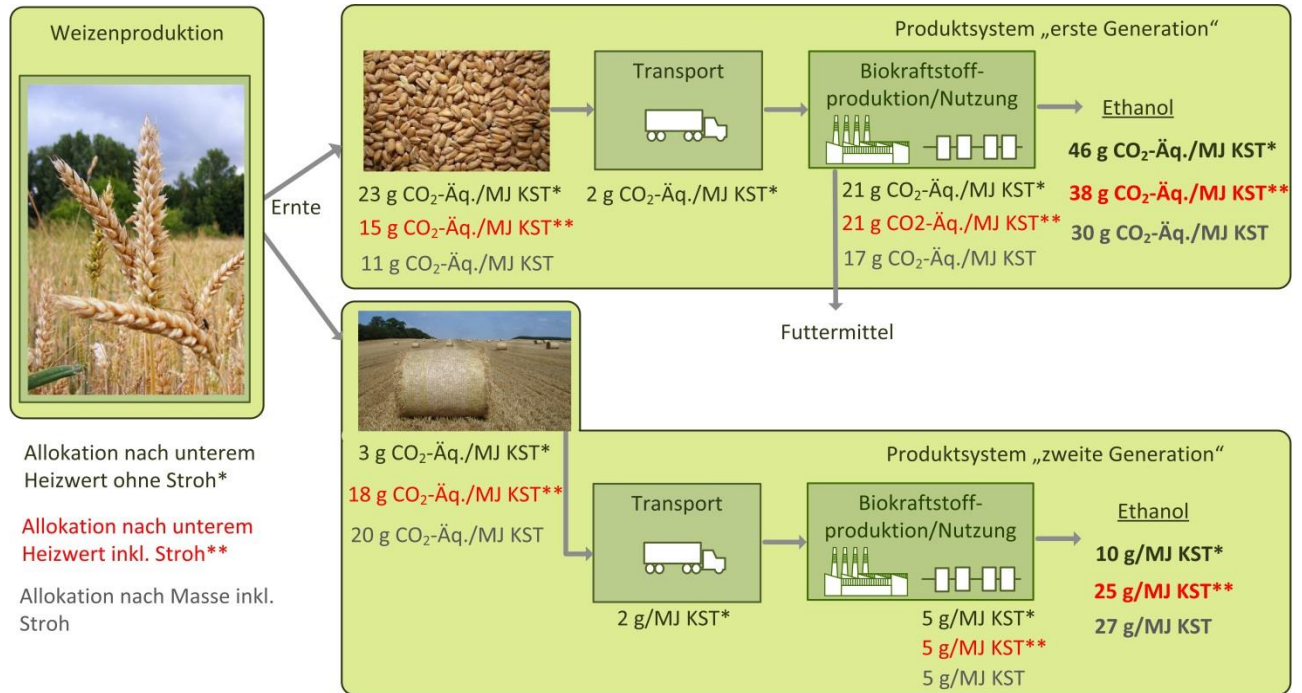 Weizenproduktion
Ernte
Produktsystem „erste Generation“
Transport
Biokraftstoff-
produktion/Nutzung
Ethanol
23 g CO₂-Äq./MJ KST*
15 g CO₂-Äq./MJ KST**
11 g CO₂-Äq./MJ KST
2 g CO₂-Äq./MJ KST*
21 g CO₂-Äq./MJ KST*
21 g CO2-Äq./MJ KST**
17 g CO₂-Äq./MJ KST
46 g CO₂-Äq./MJ KST*
38 g CO₂-Äq./MJ KST**
30 g CO₂-Äq./MJ KST
Futtermittel
Allokation nach unterem
Heizwert ohne Stroh*
Allokation nach unterem
Heizwert inkl. Stroh**
Allokation nach Masse inkl.
Stroh
3 g CO₂-Äq./MJ KST*
18 g CO₂-Äq./MJ KST**
20 g CO₂-Äq./MJ KST
Produktsystem „zweite Generation“
Transport
2 g/MJ KST*
Biokraftstoff-
produktion/Nutzung
5 g/MJ KST*
5 g/MJ KST**
5 g/MJ KST
Ethanol
10 g/MJ KST*
25 g/MJ KST**
27 g/MJ KST